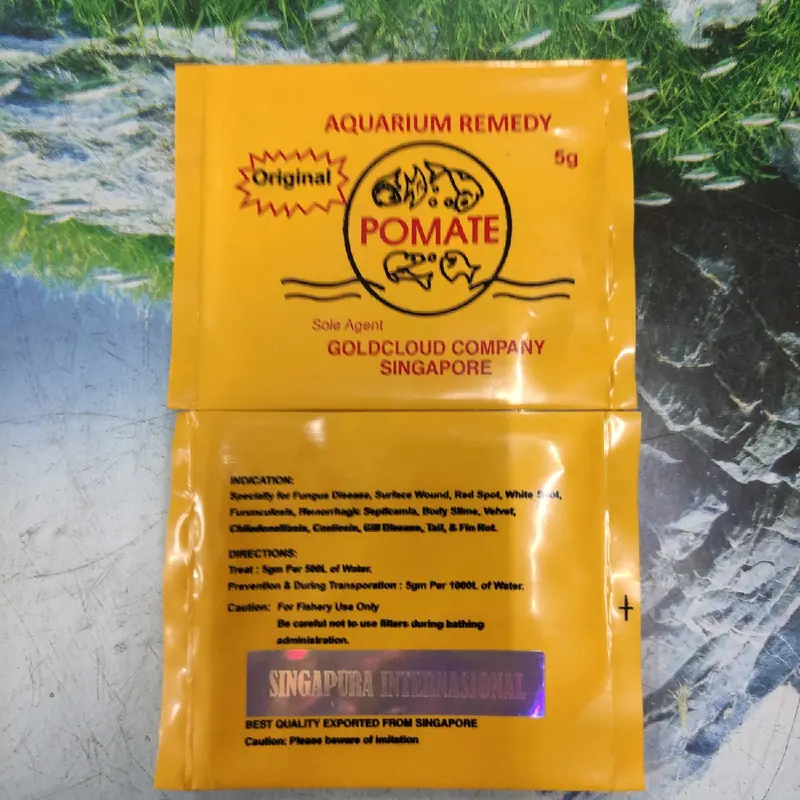 AQUARIUM REMEDY
5g
Original
POMATE
Sole Agent
GOLDCLOUD COMPANY
SINGAPORE
INDICATION:
Specialty for Fungus Disease, Surface Wound, Red Spot, White Spot,
Furunculosis, Hemorrhagic Septicemia, Body Slime, Velvet,
Chilodonelliasis, Costiosis, Gill Disease, Tail, & Fin Rot.
DIRECTIONS:
Treat : 5gm Per 500L of Water.
Prevention & During Transporation : 5gm Per 1000L of Water.
Caution: For Fishery Use Only
Be careful not to use filters during bathing
administration.
SINGAPURA INTERNASIONAL
BEST QUALITY EXPORTED FROM SINGAPORE
Caution: Please beware of imitation